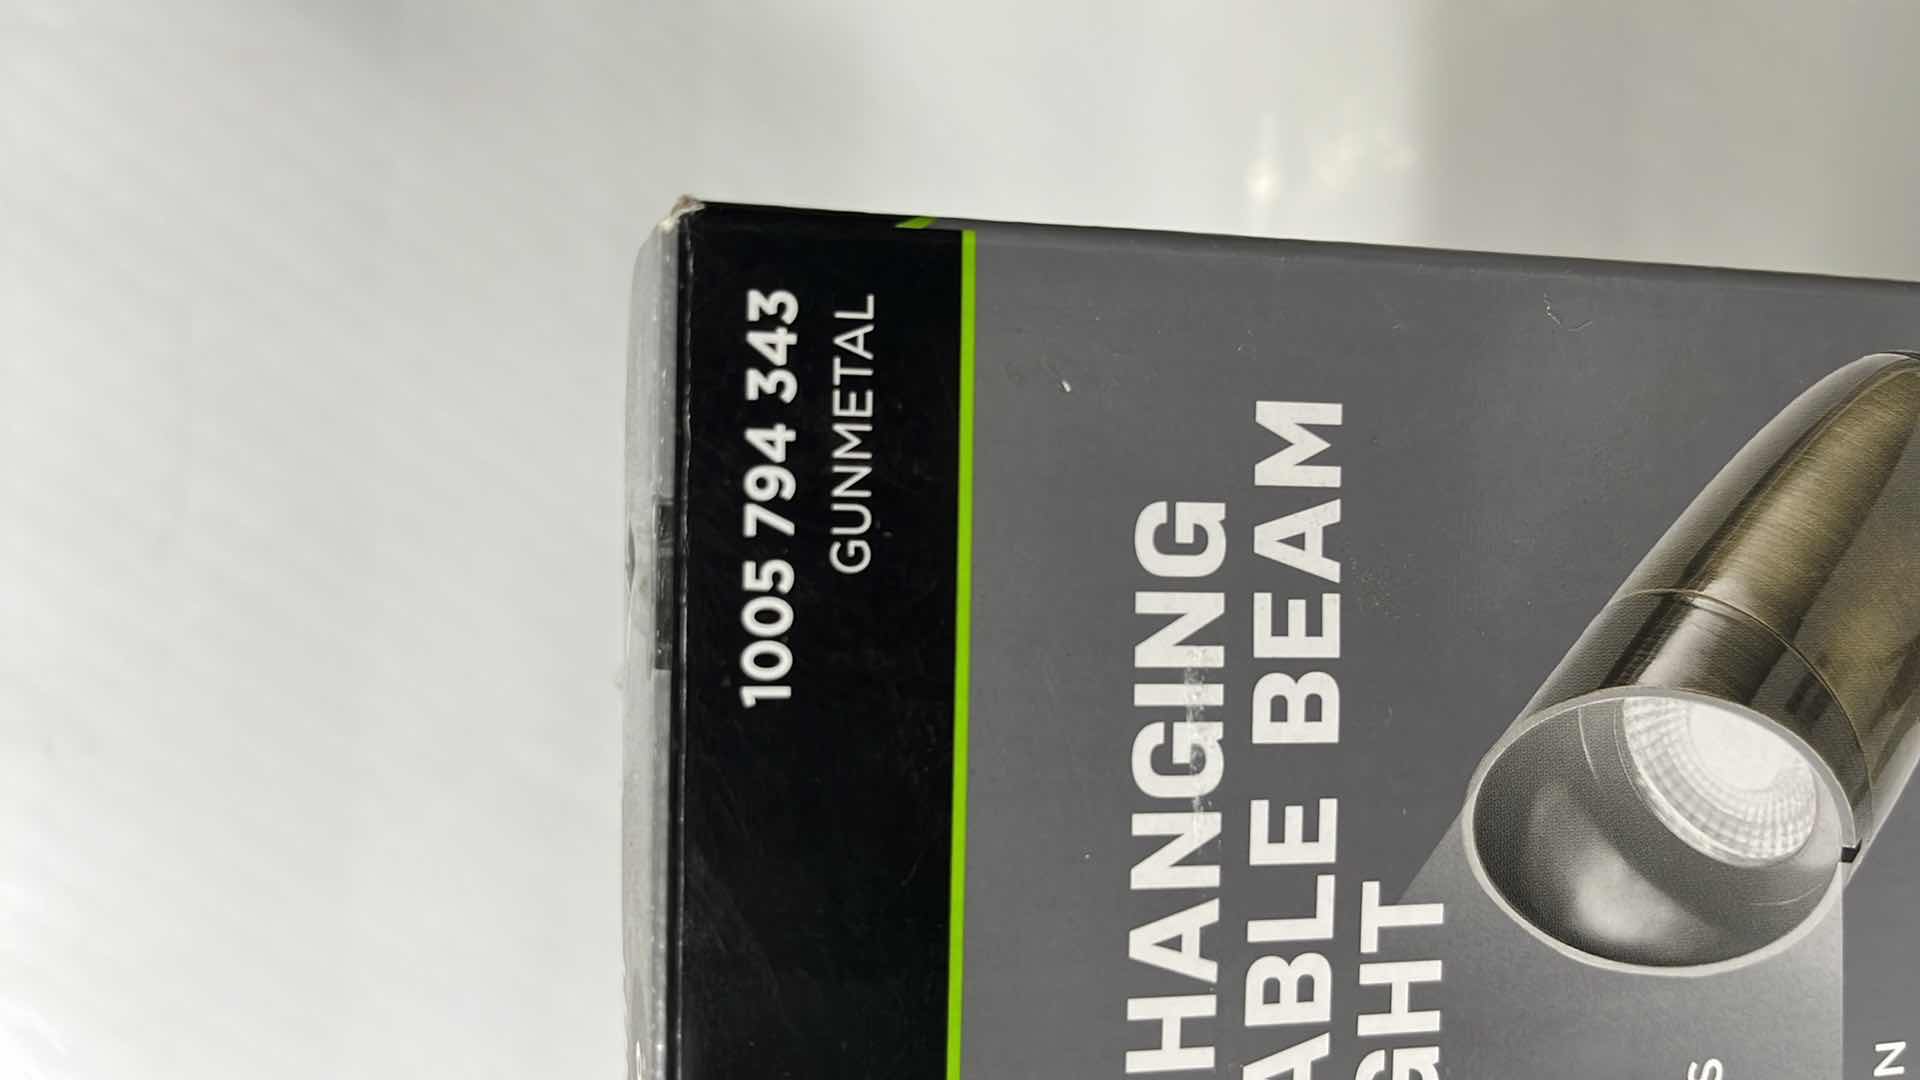 1005 794 343
GUNMETAL
HANGING
ABLE BEAM
GHT
S
N